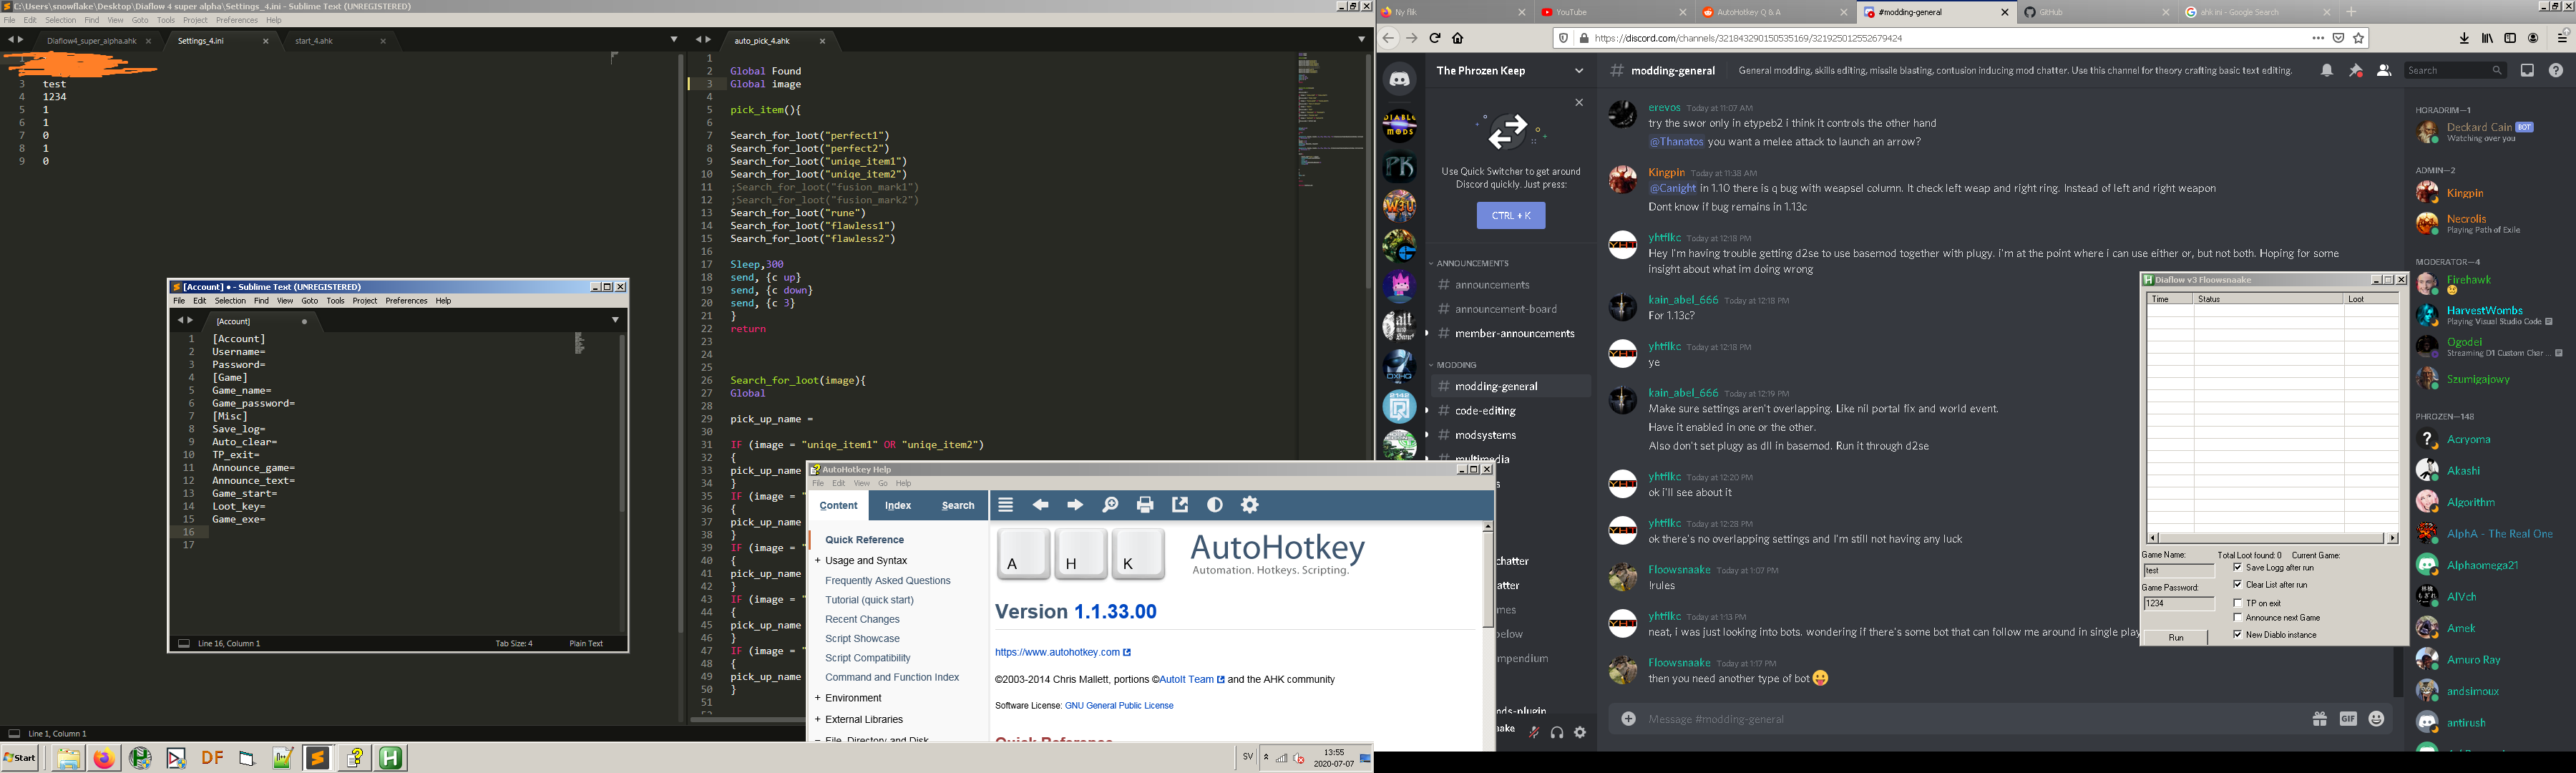 C:\Users\snowflake\Desktop\Diaflow 4 super alpha\Settings_4.ini - Sublime Text (UNREGISTERED)
File Edit Selection Find View Goto Tools Project Preferences Help
Diaflow4_super_alpha.ahk
Settings_4.ini
start_4.ahk
1
3 test
4 1234
5 1
6 1
7 0
8 1
9 0
auto_pick_4.ahk
1
2 Global Found
3 Global image
4
5 pick_item(){
6
7 Search_for_loot("perfect1")
8 Search_for_loot("perfect2")
9 Search_for_loot("uniqe_item1")
10 Search_for_loot("uniqe_item2")
11 ;Search_for_loot("fusion_mark1")
12 ;Search_for_loot("fusion_mark2")
13 Search_for_loot("rune")
14 Search_for_loot("flawless1")
15 Search_for_loot("flawless2")
16
17 Sleep,300
18 send, {c up}
19 send, {c down}
20 send, {c 3}
21 }
22 return
23
24
25
26 Search_for_loot(image){
27 Global
28
29 pick_up_name =
30
31 IF (image = "uniqe_item1" OR "uniqe_item2")
32 {
33 pick_up_name
34 }
35 IF (image = "
36 {
37 pick_up_name
38 }
39 IF (image = "
40 {
41 pick_up_name
42 }
43 IF (image = "
44 {
45 pick_up_name
46 }
47 IF (image = "
48 {
49 pick_up_name
50 }
51
[Account] • - Sublime Text (UNREGISTERED)
File Edit Selection Find View Goto Tools Project Preferences Help
[Account]
1 [Account]
2 Username=
3 Password=
4 [Game]
5 Game_name=
6 Game_password=
7 [Misc]
8 Save_log=
9 Auto_clear=
10 TP_exit=
11 Announce_game=
12 Announce_text=
13 Game_start=
14 Loot_key=
15 Game_exe=
16
17
Line 16, Column 1 Tab Size: 4 Plain Text
AutoHotkey Help
File Edit View Go Help
Content Index Search
Quick Reference
+ Usage and Syntax
Frequently Asked Questions
Tutorial (quick start)
Recent Changes
Script Showcase
Script Compatibility
Command and Function Index
+ Environment
+ External Libraries
File, Directory and Disk
A H K
AutoHotkey
Automation. Hotkeys. Scripting.
Version 1.1.33.00
https://www.autohotkey.com
©2003-2014 Chris Mallett, portions ©AutoIt Team and the AHK community
Software License: GNU General Public License
Quick Reference
Line 1, Column 1
Start
DF
SV
13:55
2020-07-07
Ny flik
YouTube
AutoHotkey Q & A
#modding-general
GitHub
ahk ini - Google Search
https://discord.com/channels/321843290150535169/321925012552679424
The Phrozen Keep
# modding-general
General modding, skills editing, missile blasting, contusion inducing mod chatter. Use this channel for theory crafting basic text editing.
Search
Use Quick Switcher to get around
Discord quickly. Just press:
CTRL + K
ANNOUNCEMENTS
# announcements
# announcement-board
# member-announcements
MODDING
# modding-general
# code-editing
# modsystems
# multimedia
chatter
atter
mes
below
mpendium
nds-plugin
nake
DIABLO
MODS
PK
erevos Today at 11:07 AM
try the swor only in etypeb2 i think it controls the other hand
@Thanatos you want a melee attack to launch an arrow?
Kingpin Today at 11:38 AM
@Canight in 1.10 there is q bug with weapsel column. It check left weap and right ring. Instead of left and right weapon
Dont know if bug remains in 1.13c
yhtflkc Today at 12:18 PM
Hey I'm having trouble getting d2se to use basemod together with plugy. i'm at the point where i can use either or, but not both. Hoping for some
insight about what im doing wrong
kain_abel_666 Today at 12:18 PM
For 1.13c?
yhtflkc Today at 12:18 PM
ye
kain_abel_666 Today at 12:19 PM
Make sure settings aren't overlapping. Like nil portal fix and world event.
Have it enabled in one or the other.
Also don't set plugy as dll in basemod. Run it through d2se
yhtflkc Today at 12:20 PM
ok i'll see about it
yhtflkc Today at 12:28 PM
ok there's no overlapping settings and I'm still not having any luck
Floowsnaake Today at 1:07 PM
!rules
yhtflkc Today at 1:13 PM
neat, i was just looking into bots. wondering if there's some bot that can follow me around in single play
Floowsnaake Today at 1:17 PM
then you need another type of bot
Message #modding-general
GIF
Diaflow v3 Floowsnaake
Time Status Loot
Game Name: Total Loot found: 0 Current Game:
test
Save Logg after run
Game Password:
Clear List after run
1234
TP on exit
Announce next Game
Run
New Diablo instance
HORADRIM—1
Deckard Cain BOT
Watching over you
ADMIN—2
Kingpin
Necrolis
Playing Path of Exile
MODERATOR—4
Firehawk
HarvestWombs
Playing Visual Studio Code
Ogodei
Streaming D1 Custom Char ...
Szumigajowy
PHROZEN—148
Acryoma
Akashi
Algorithm
AlphA - The Real One
Alphaomega21
AlVch
Amek
Amuro Ray
andsimoux
antirush